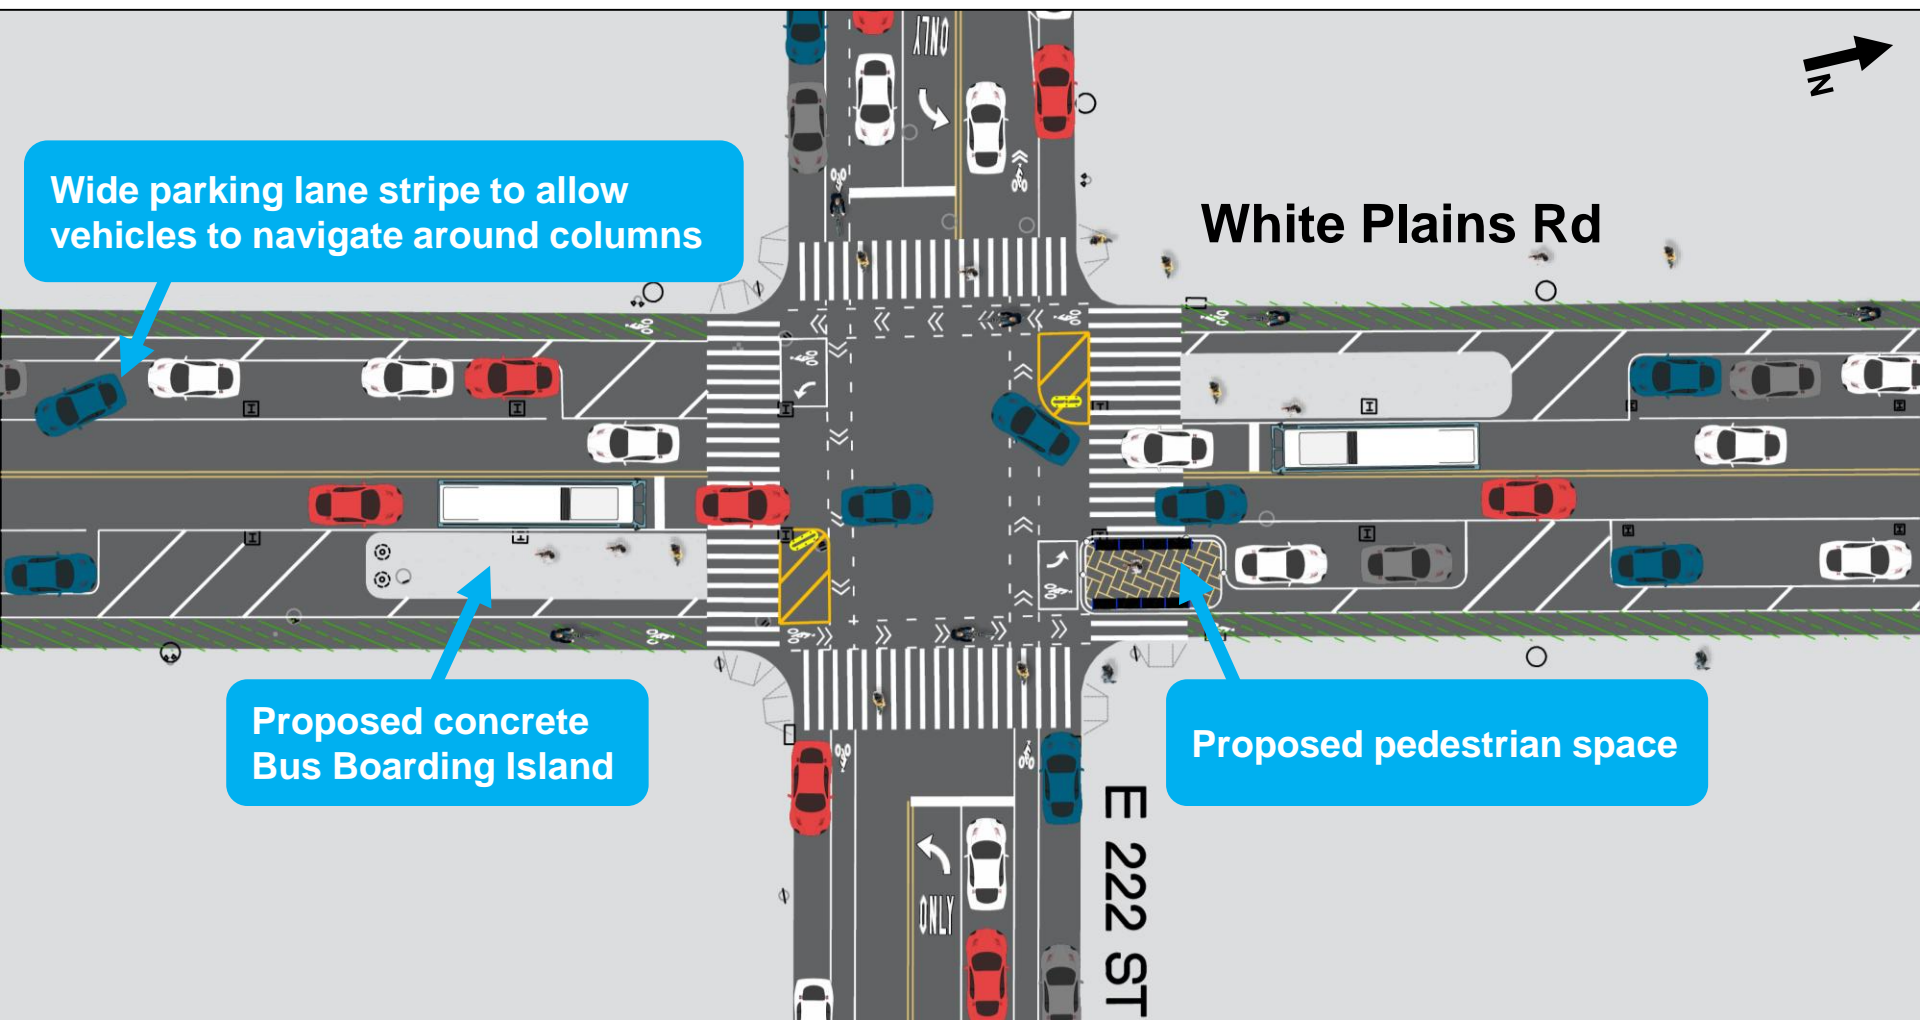 ONLY
N
Wide parking lane stripe to allow
vehicles to navigate around columns
White Plains Rd
Proposed concrete
Bus Boarding Island
Proposed pedestrian space
E 222 ST
ONLY